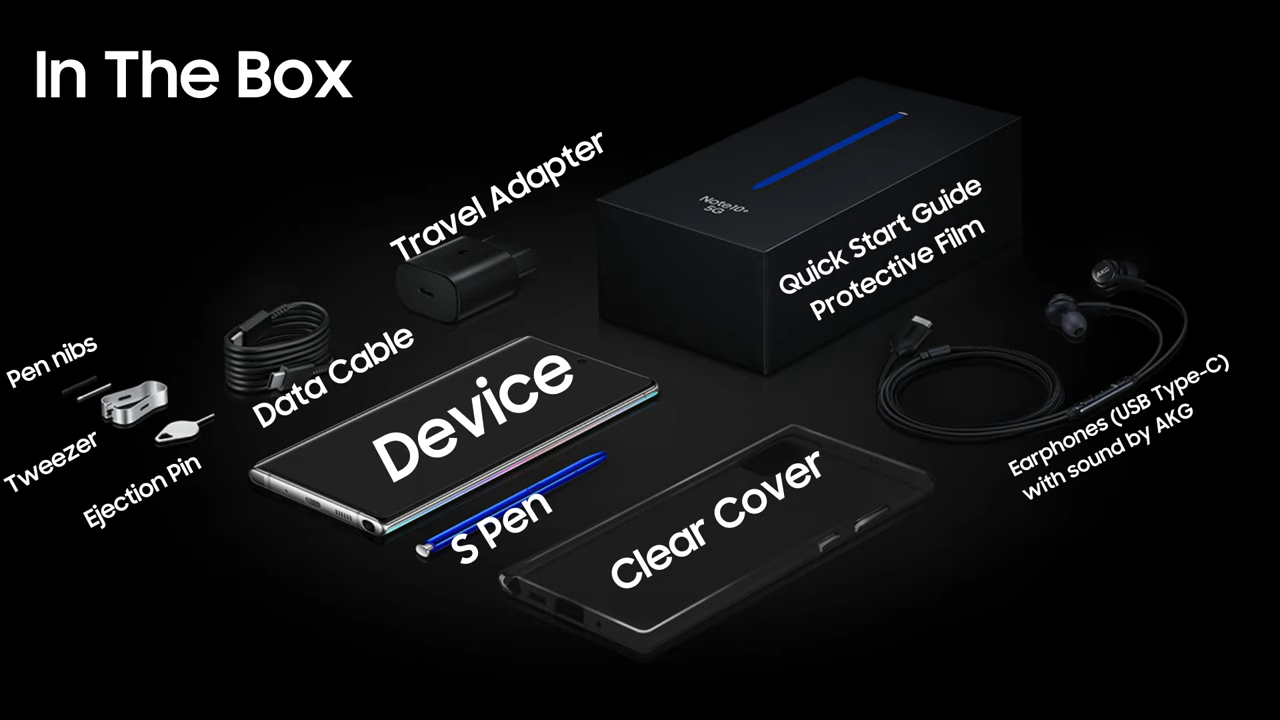 In The Box
Travel Adapter
Note10+
5G
Quick Start Guide
Protective Film
AKG
Pen nibs
Data Cable
Device
Tweezer
Ejection Pin
S Pen
Clear Cover
Earphones (USB Type-C)
with sound by AKG